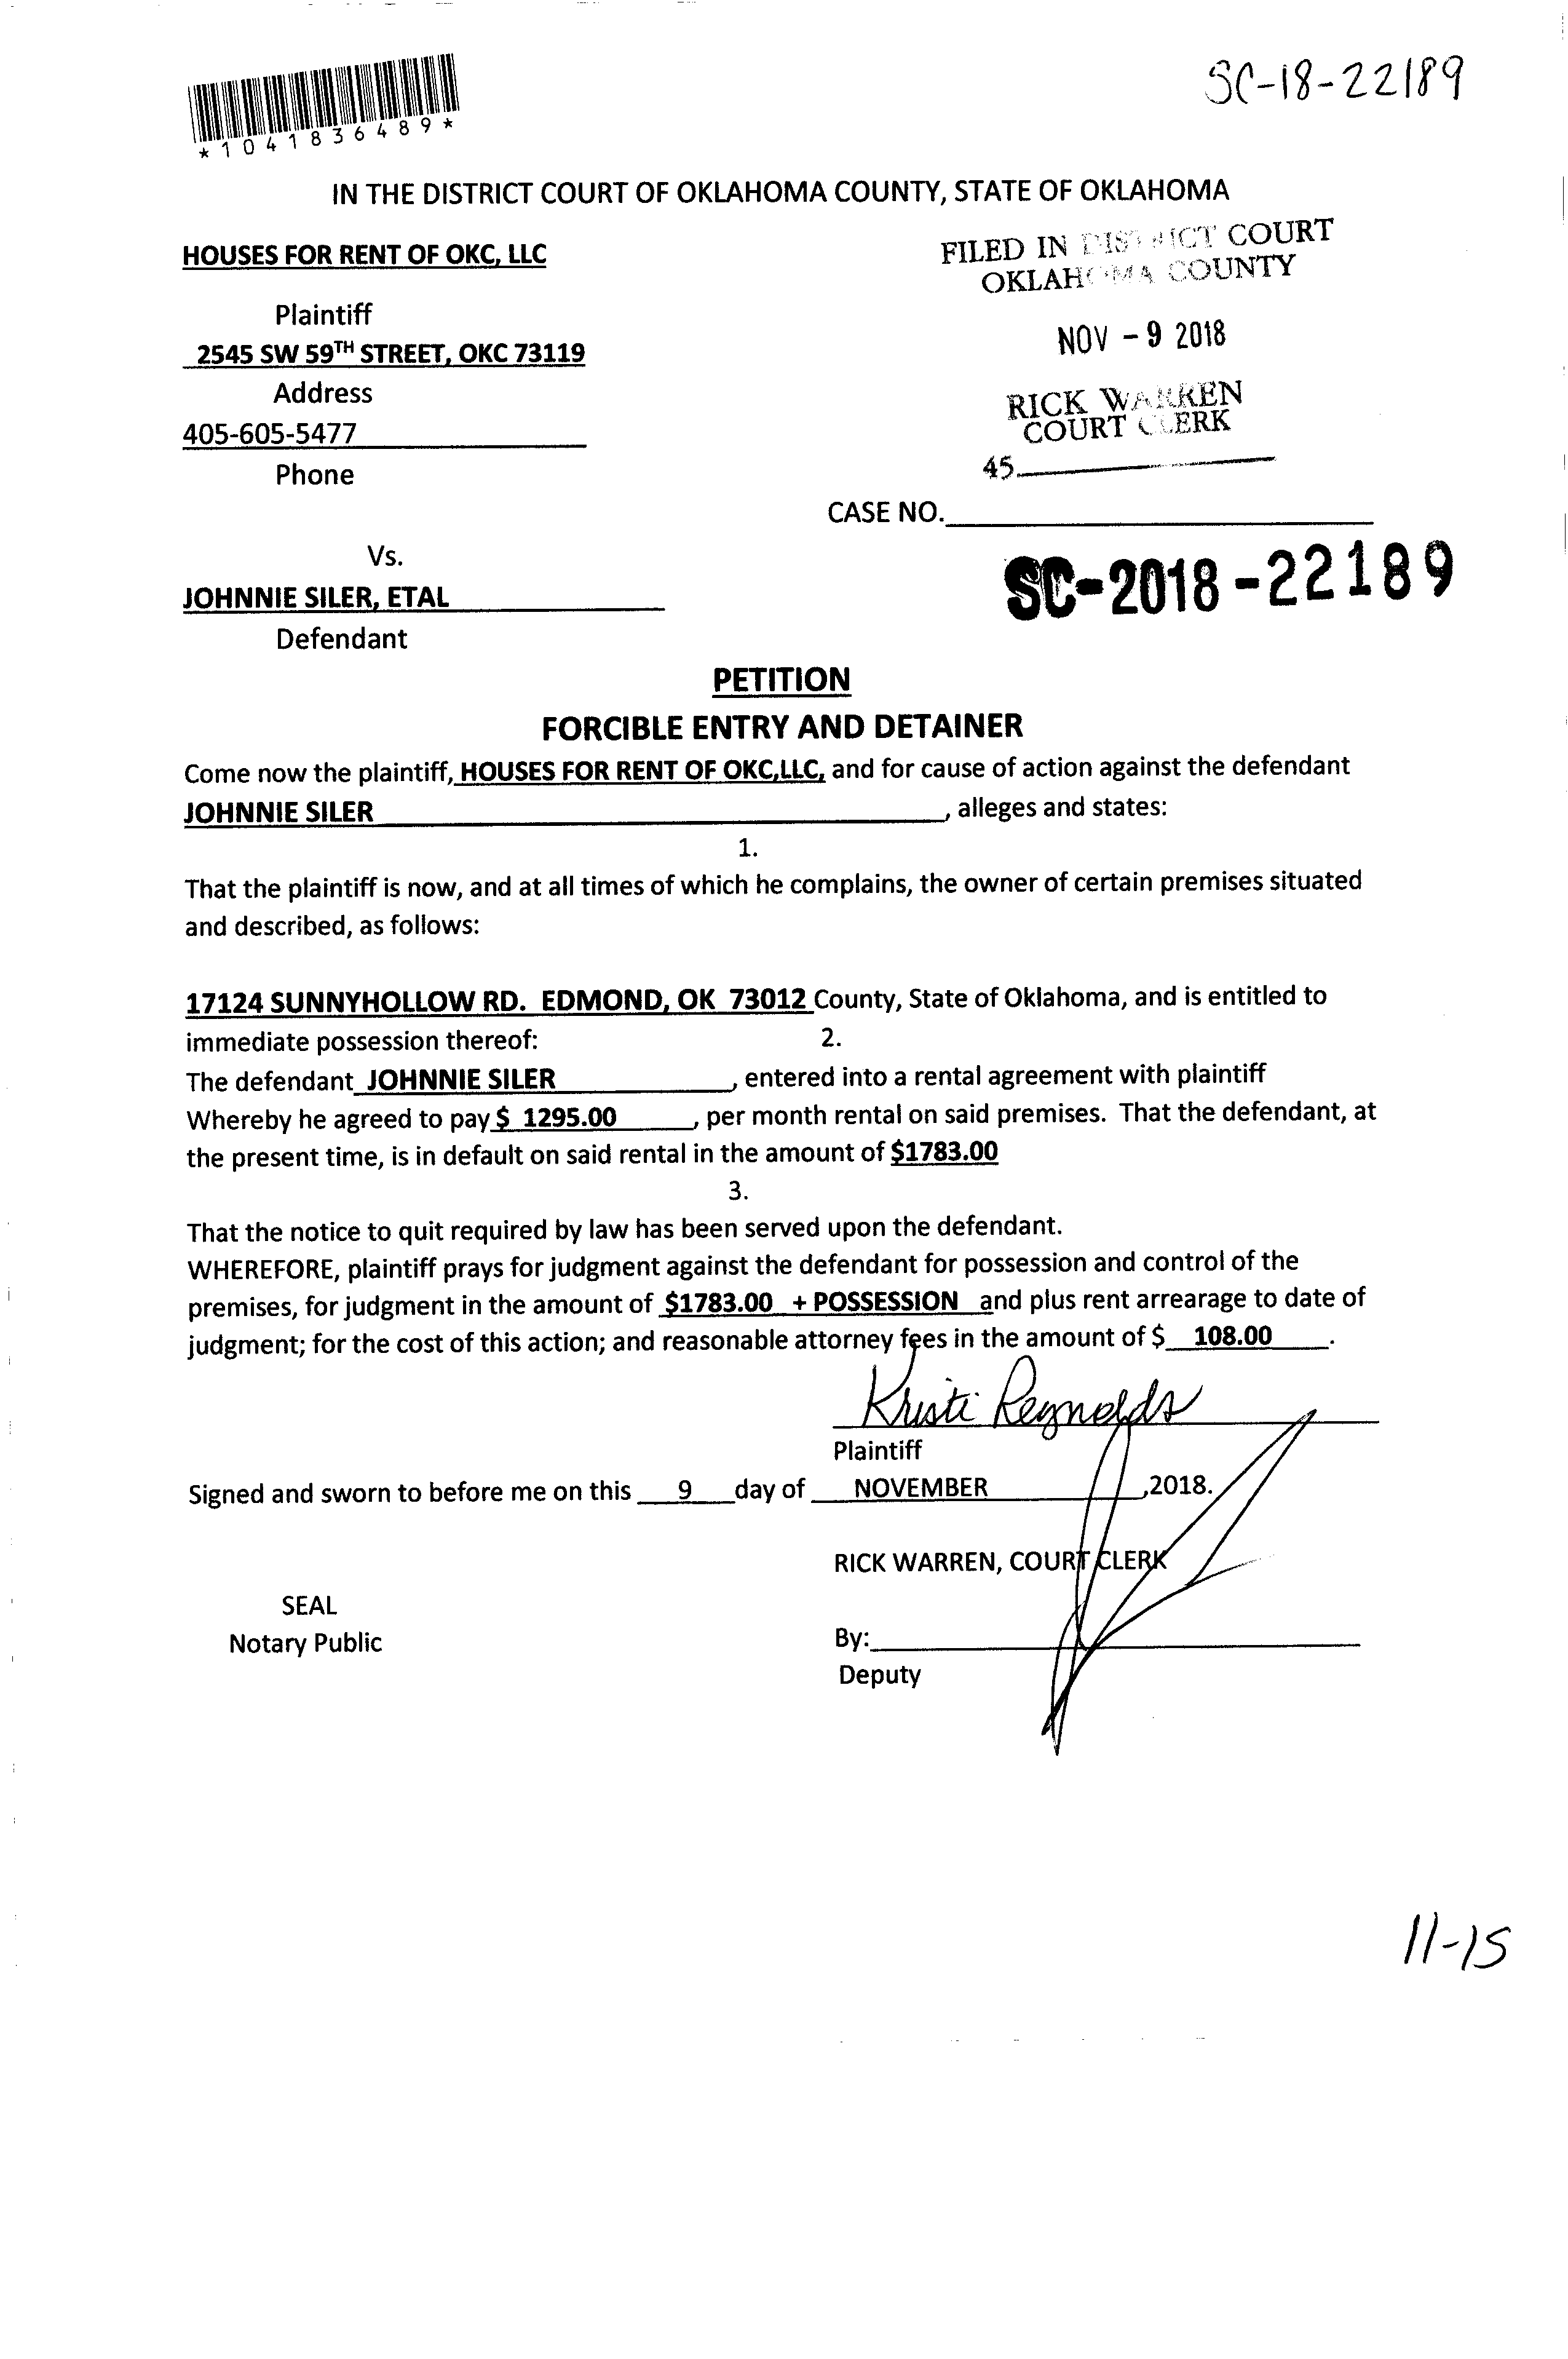 SC-18-22189
*1041836489*
IN THE DISTRICT COURT OF OKLAHOMA COUNTY, STATE OF OKLAHOMA
HOUSES FOR RENT OF OKC, LLC
FILED IN DISTRICT COURT
OKLAHOMA COUNTY
Plaintiff
NOV - 9 2018
2545 SW 59TH STREET, OKC 73119
Address
RICK WARREN
COURT CLERK
405-605-5477
45
Phone
CASE NO.
Vs.
SC-2018-22189
JOHNNIE SILER, ETAL
Defendant
PETITION
FORCIBLE ENTRY AND DETAINER
Come now the plaintiff, HOUSES FOR RENT OF OKC,LLC, and for cause of action against the defendant
JOHNNIE SILER, alleges and states:
1.
That the plaintiff is now, and at all times of which he complains, the owner of certain premises situated
and described, as follows:
17124 SUNNYHOLLOW RD. EDMOND, OK 73012 County, State of Oklahoma, and is entitled to
immediate possession thereof: 2.
The defendant JOHNNIE SILER, entered into a rental agreement with plaintiff
Whereby he agreed to pay $ 1295.00, per month rental on said premises. That the defendant, at
the present time, is in default on said rental in the amount of $1783.00
3.
That the notice to quit required by law has been served upon the defendant.
WHEREFORE, plaintiff prays for judgment against the defendant for possession and control of the
premises, for judgment in the amount of $1783.00 + POSSESSION and plus rent arrearage to date of
judgment; for the cost of this action; and reasonable attorney fees in the amount of $ 108.00.
Kristi Reynolds
Plaintiff
Signed and sworn to before me on this 9 day of NOVEMBER,2018.
RICK WARREN, COURT CLERK
SEAL
Notary Public
By:
Deputy
11-15